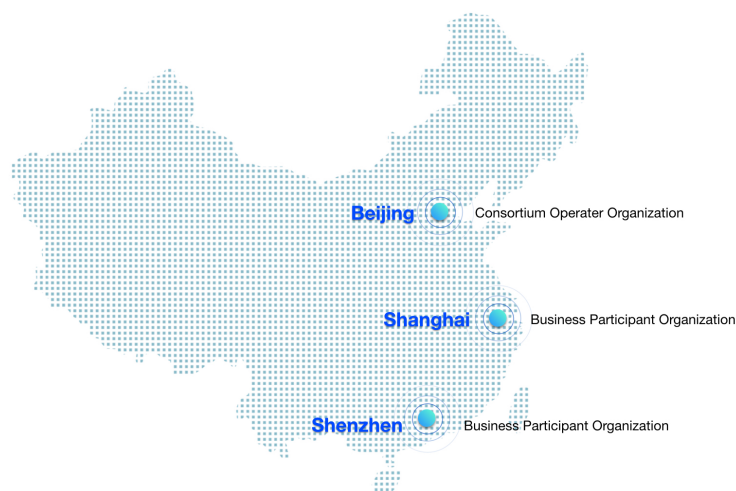 Beijing Consortium Operater Organization
Shanghai Business Participant Organization
Shenzhen Business Participant Organization